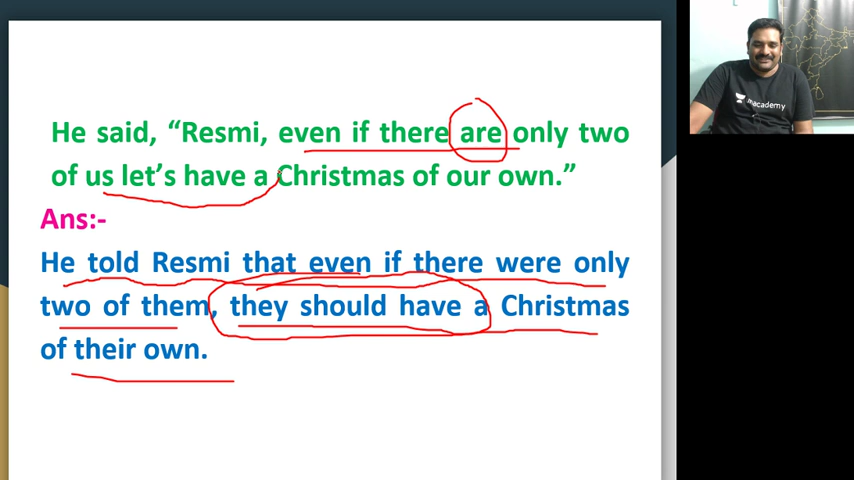 He said, “Resmi, even if there are only two
of us let’s have a Christmas of our own.”
Ans:-
He told Resmi that even if there were only
two of them, they should have a Christmas
of their own.